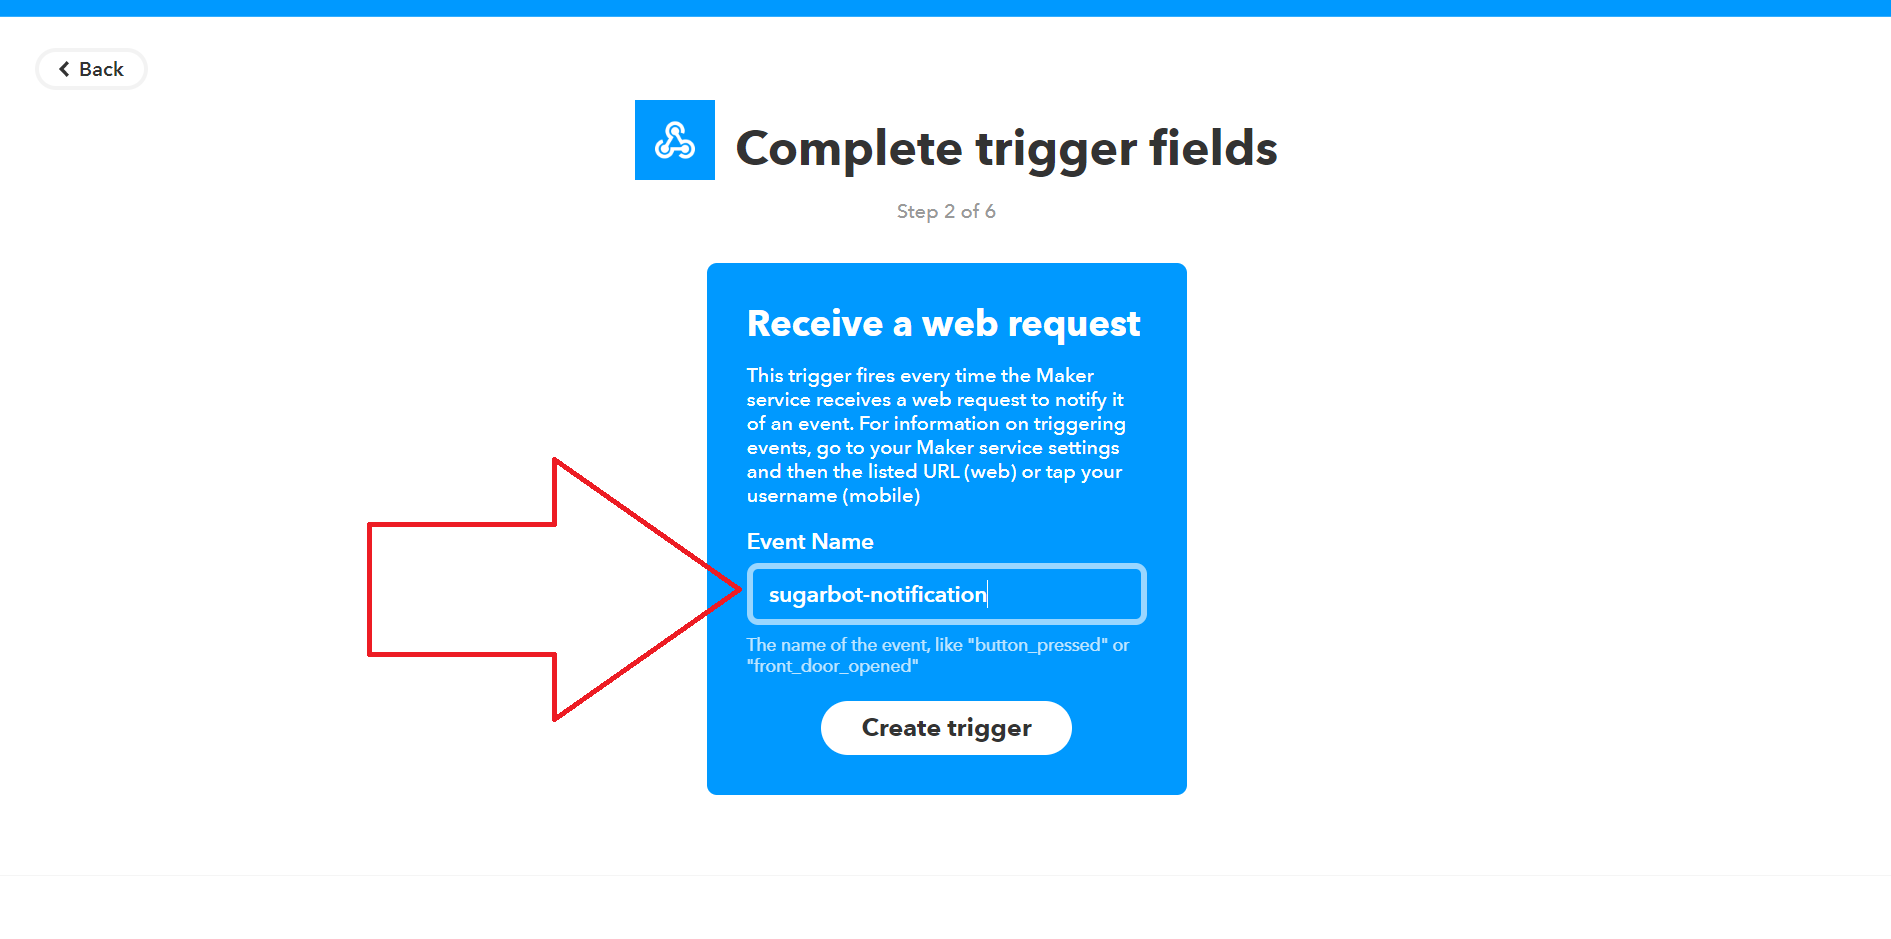 Back
Complete trigger fields
Step 2 of 6
Receive a web request
This trigger fires every time the Maker
service receives a web request to notify it
of an event. For information on triggering
events, go to your Maker service settings
and then the listed URL (web) or tap your
username (mobile)
Event Name
sugarbot-notification
The name of the event, like "button_pressed" or
"front_door_opened"
Create trigger